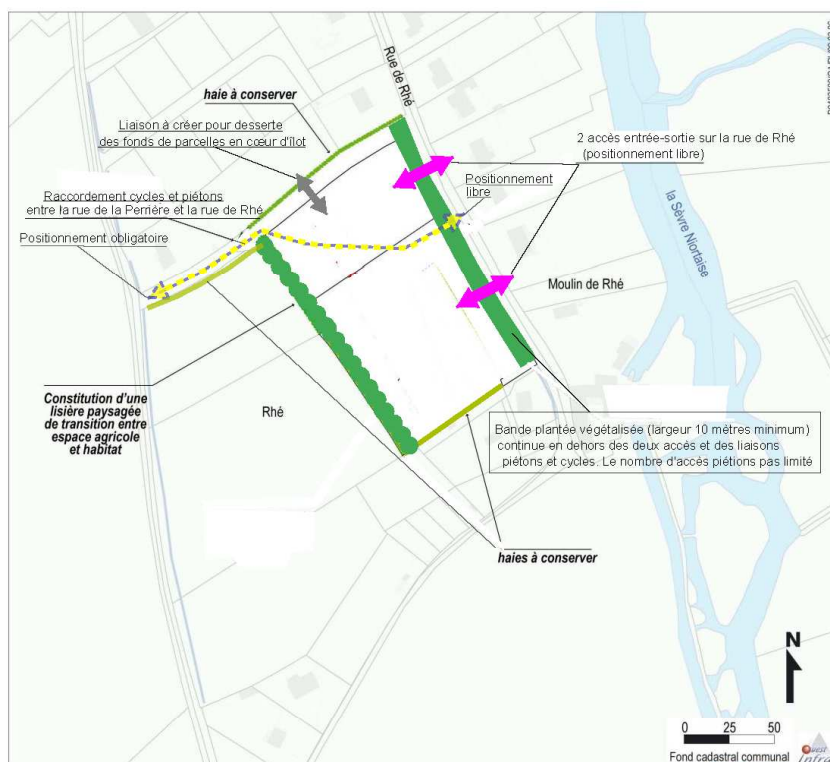 Rue de Rhé
haie à conserver
Liaison à créer pour desserte
des fonds de parcelles en cœur d'îlot
2 accès entrée-sortie sur la rue de Rhé
(positionnement libre)
Positionnement
libre
Raccordement cycles et piétons
entre la rue de la Perrière et la rue de Rhé
Positionnement obligatoire
la Sèvre Niortaise
Moulin de Rhé
Constitution d'une
lisière paysagée
de transition entre
espace agricole
et habitat
Rhé
Bande plantée végétalisée (largeur 10 mètres minimum)
continue en dehors des deux accés et des liaisons
piétons et cycles. Le nombre d'accès piétions pas limité
haies à conserver
N
0 25 50
Fond cadastral communal
Ouest
Infra